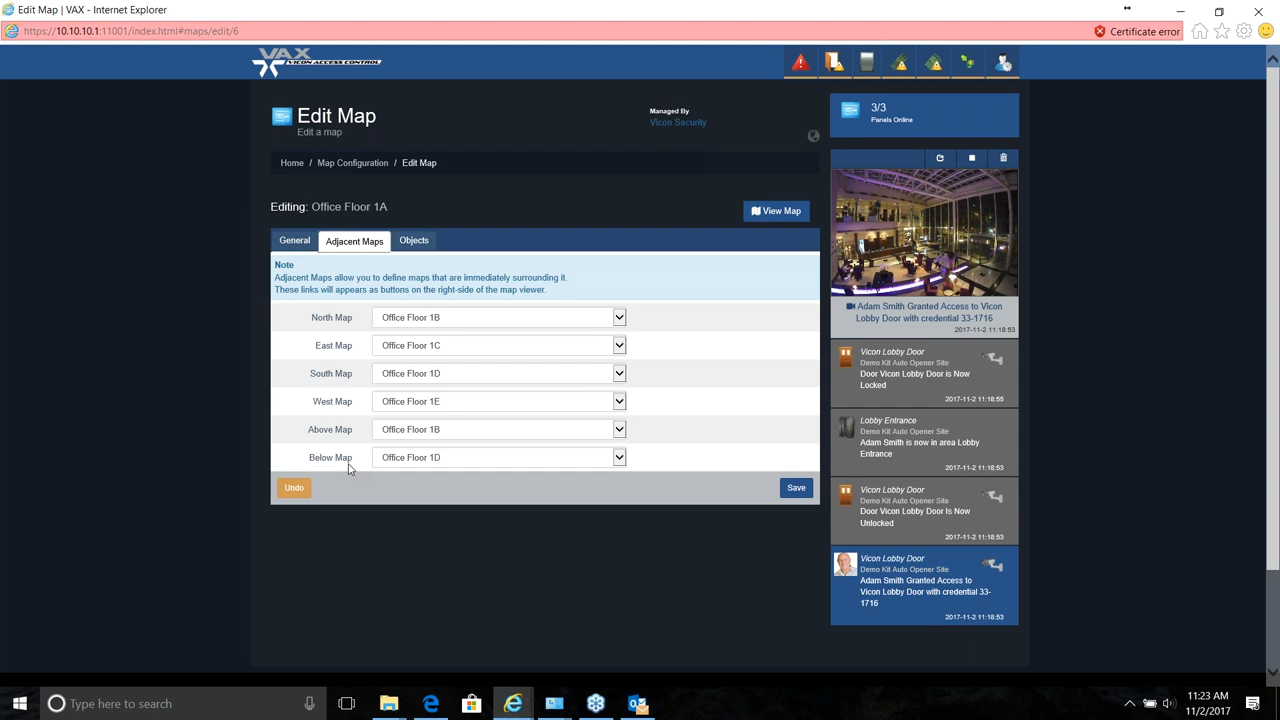 Edit Map | VAX - Internet Explorer
https://10.10.10.1:11001/index.html#maps/edit/6
Certificate error
VAX
VICON ACCESS CONTROL
Edit Map
Edit a map
Managed By
Vicon Security
3/3
Panels Online
Home / Map Configuration / Edit Map
Editing: Office Floor 1A
View Map
General
Adjacent Maps
Objects
Note
Adjacent Maps allow you to define maps that are immediately surrounding it.
These links will appears as buttons on the right-side of the map viewer.
North Map Office Floor 1B
East Map Office Floor 1C
South Map Office Floor 1D
West Map Office Floor 1E
Above Map Office Floor 1B
Below Map Office Floor 1D
Undo
Save
Adam Smith Granted Access to Vicon
Lobby Door with credential 33-1716
2017-11-2 11:18:53
Vicon Lobby Door
Demo Kit Auto Opener Site
Door Vicon Lobby Door is Now
Locked
2017-11-2 11:18:55
Lobby Entrance
Demo Kit Auto Opener Site
Adam Smith is now in area Lobby
Entrance
2017-11-2 11:18:53
Vicon Lobby Door
Demo Kit Auto Opener Site
Door Vicon Lobby Door Is Now
Unlocked
2017-11-2 11:18:53
Vicon Lobby Door
Demo Kit Auto Opener Site
Adam Smith Granted Access to
Vicon Lobby Door with credential 33-
1716
2017-11-2 11:18:53
Type here to search
11:23 AM
11/2/2017